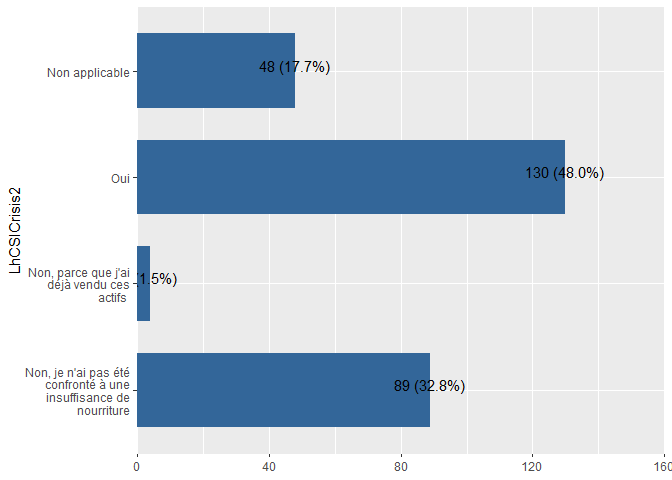 LhCSICrisis2
Non applicable
48 (17.7%)
Oui
130 (48.0%)
Non, parce que j'ai
déjà vendu ces
actifs
1.5%)
Non, je n'ai pas été
confronté à une
insuffisance de
nourriture
89 (32.8%)
0
40
80
120
160